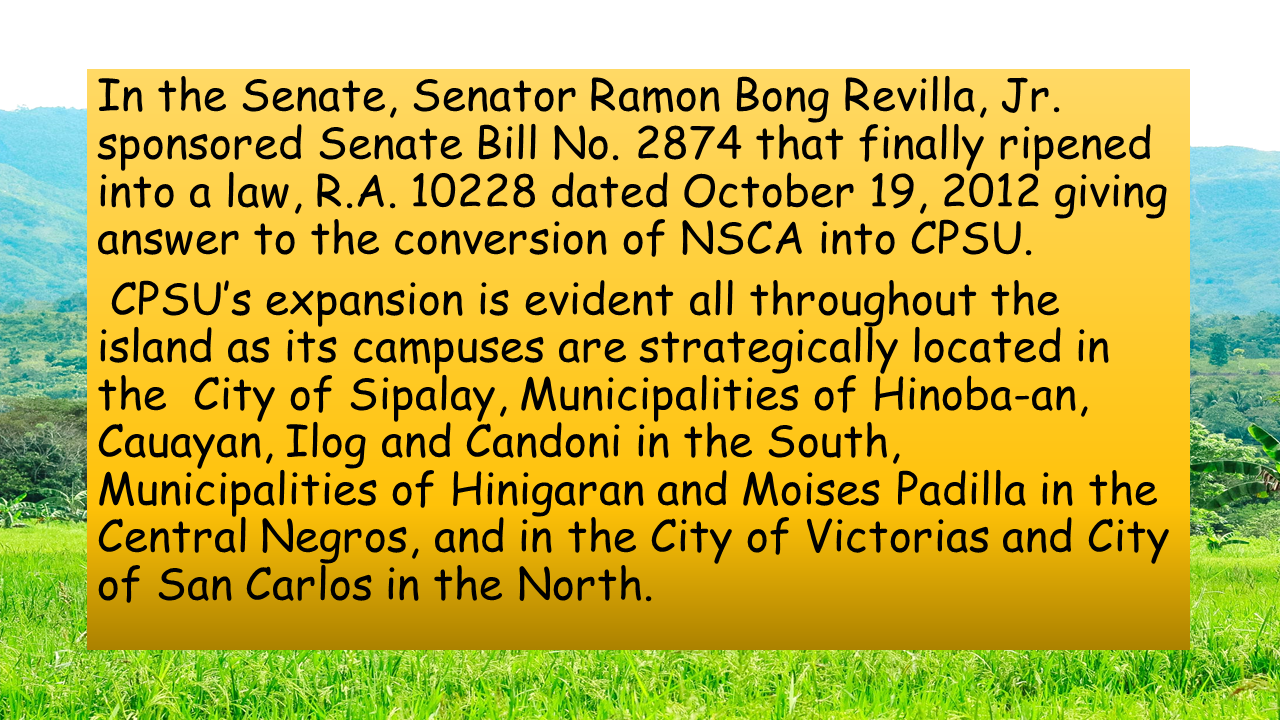 In the Senate, Senator Ramon Bong Revilla, Jr.
sponsored Senate Bill No. 2874 that finally ripened
into a law, R.A. 10228 dated October 19, 2012 giving
answer to the conversion of NSCA into CPSU.
CPSU’s expansion is evident all throughout the
island as its campuses are strategically located in
the  City of Sipalay, Municipalities of Hinoba-an,
Cauayan, Ilog and Candoni in the South,
Municipalities of Hinigaran and Moises Padilla in the
Central Negros, and in the City of Victorias and City
of San Carlos in the North.